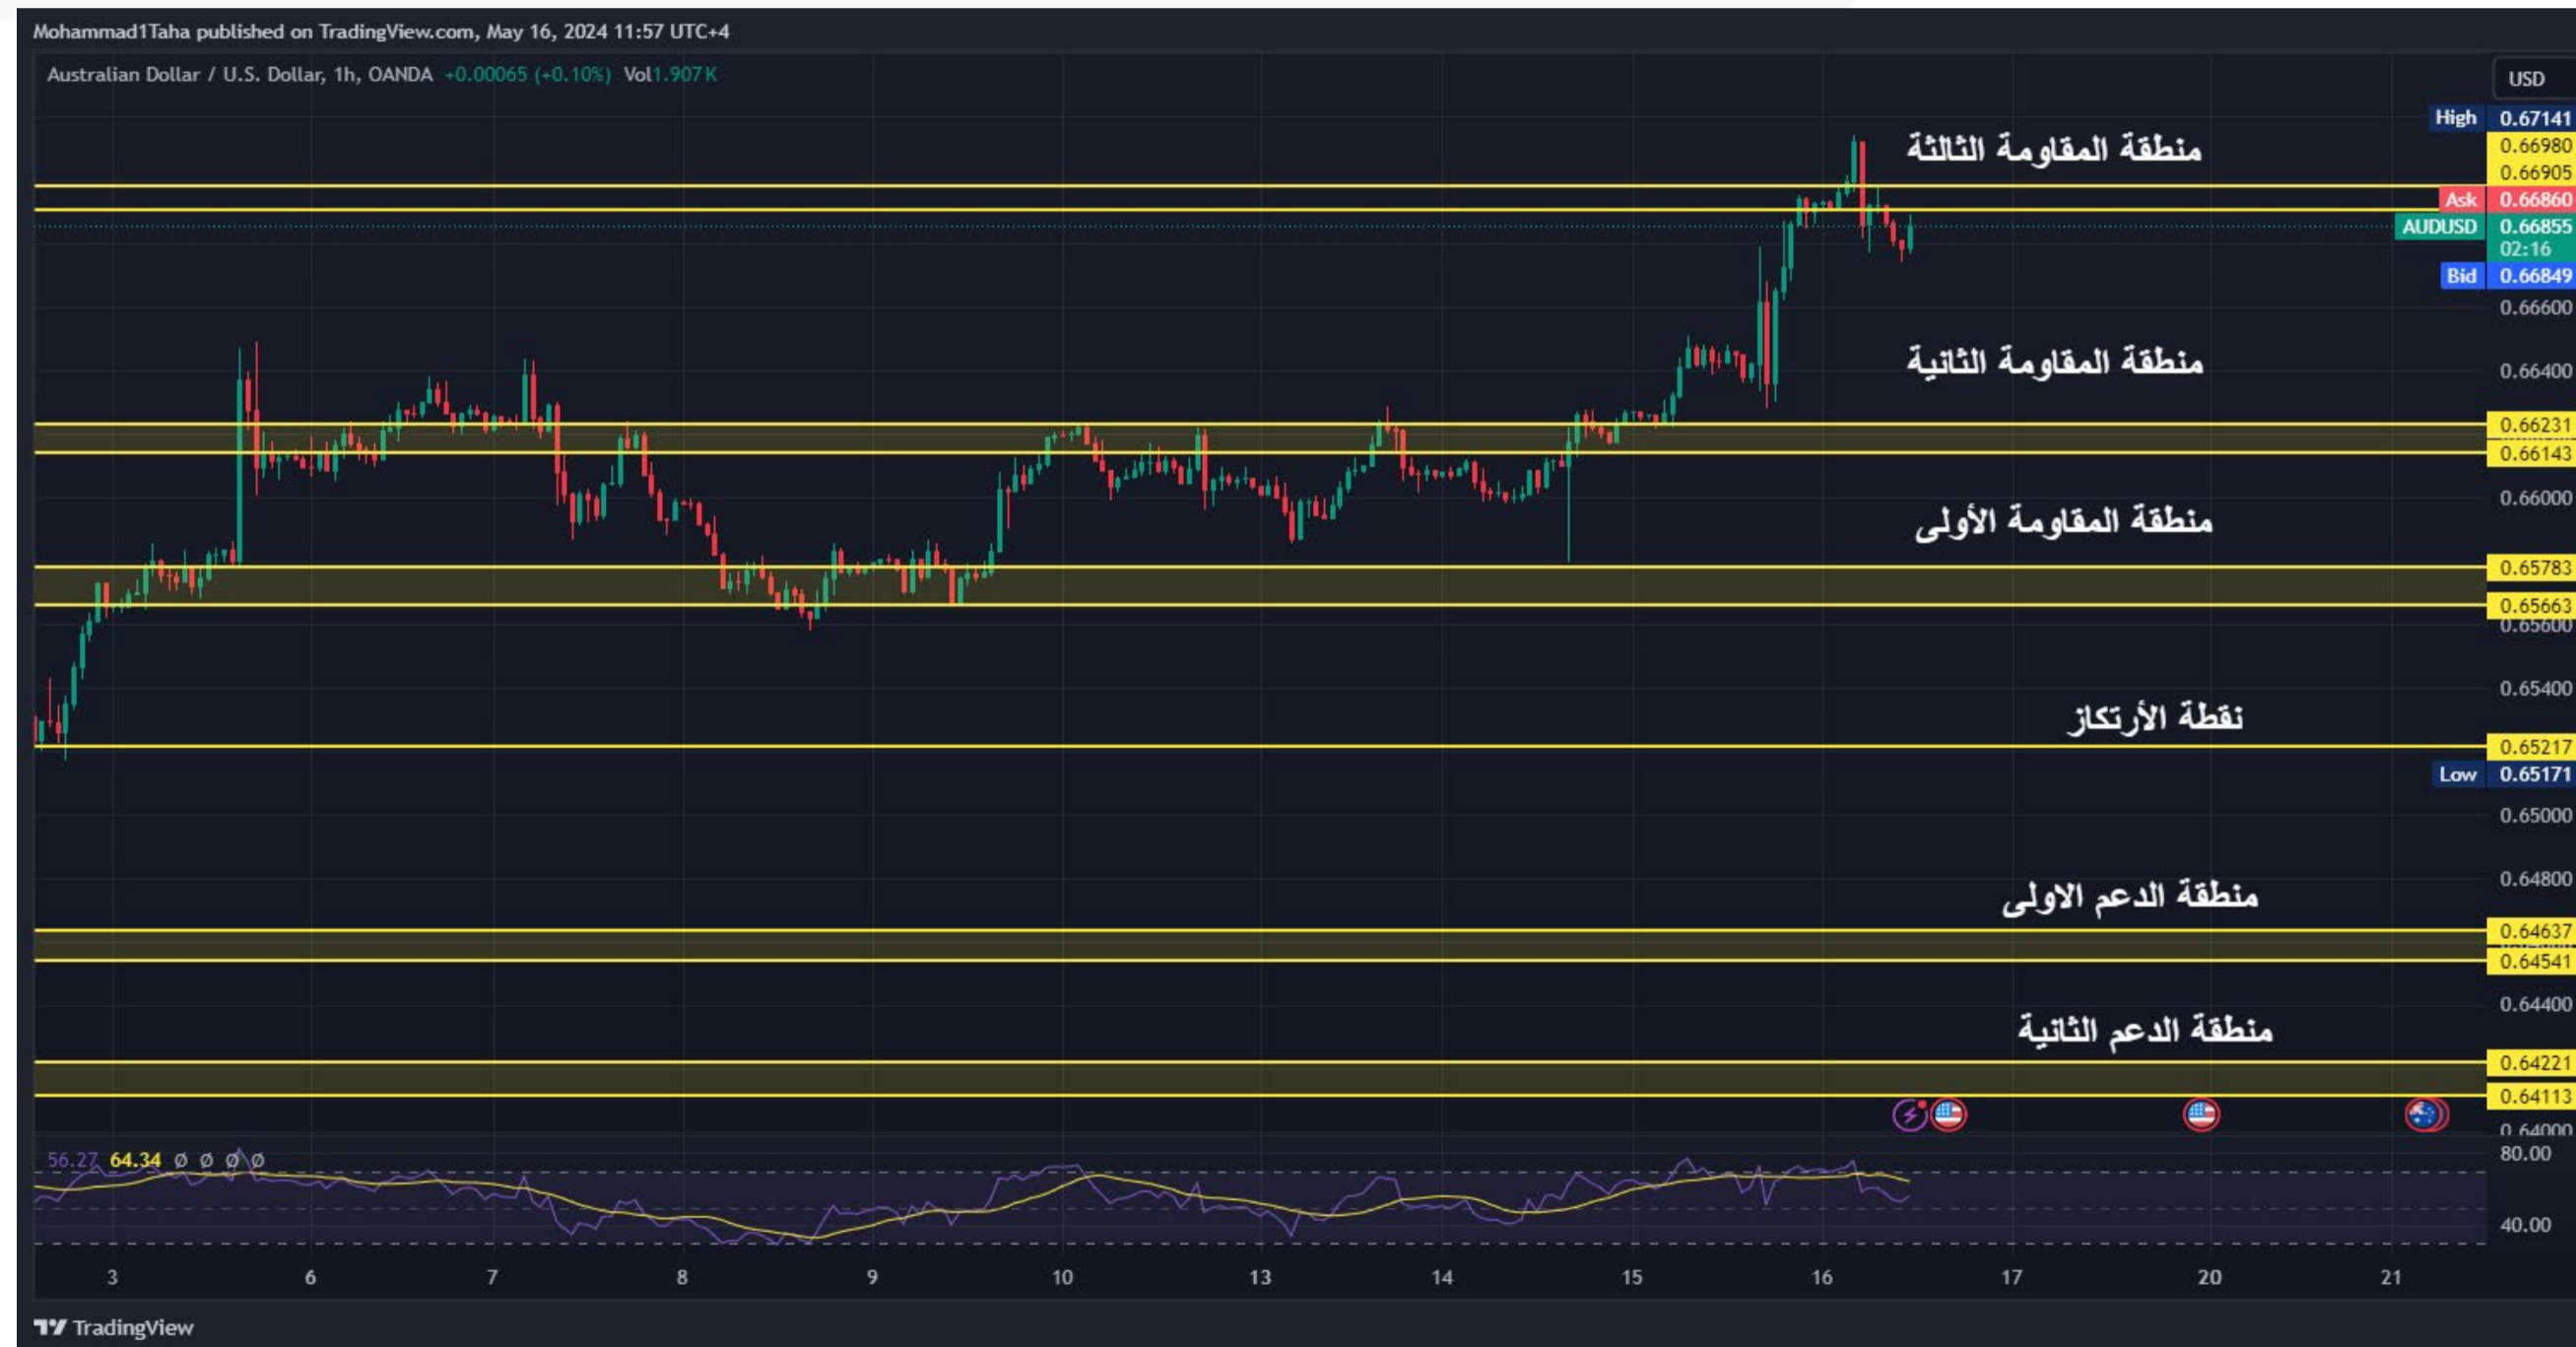 Mohammad1Taha published on TradingView.com, May 16, 2024 11:57 UTC+4
Australian Dollar / U.S. Dollar, 1h, OANDA +0.00065 (+0.10%) Vol1.907K
USD
High 0.67141
منطقة المقاومة الثالثة
0.66980
0.66905
Ask 0.66860
AUDUSD 0.66855
02:16
Bid 0.66849
0.66600
منطقة المقاومة الثانية
0.66400
0.66231
0.66143
0.66000
منطقة المقاومة الأولى
0.65783
0.65663
0.65600
0.65400
نقطة الأرتكاز
0.65217
Low 0.65171
0.65000
0.64800
منطقة الدعم الاولى
0.64637
0.64541
0.64400
منطقة الدعم الثانية
0.64221
0.64113
0.64000
56.27 64.34 Ø Ø Ø Ø
80.00
40.00
3 6 7 8 9 10 13 14 15 16 17 20 21
TradingView